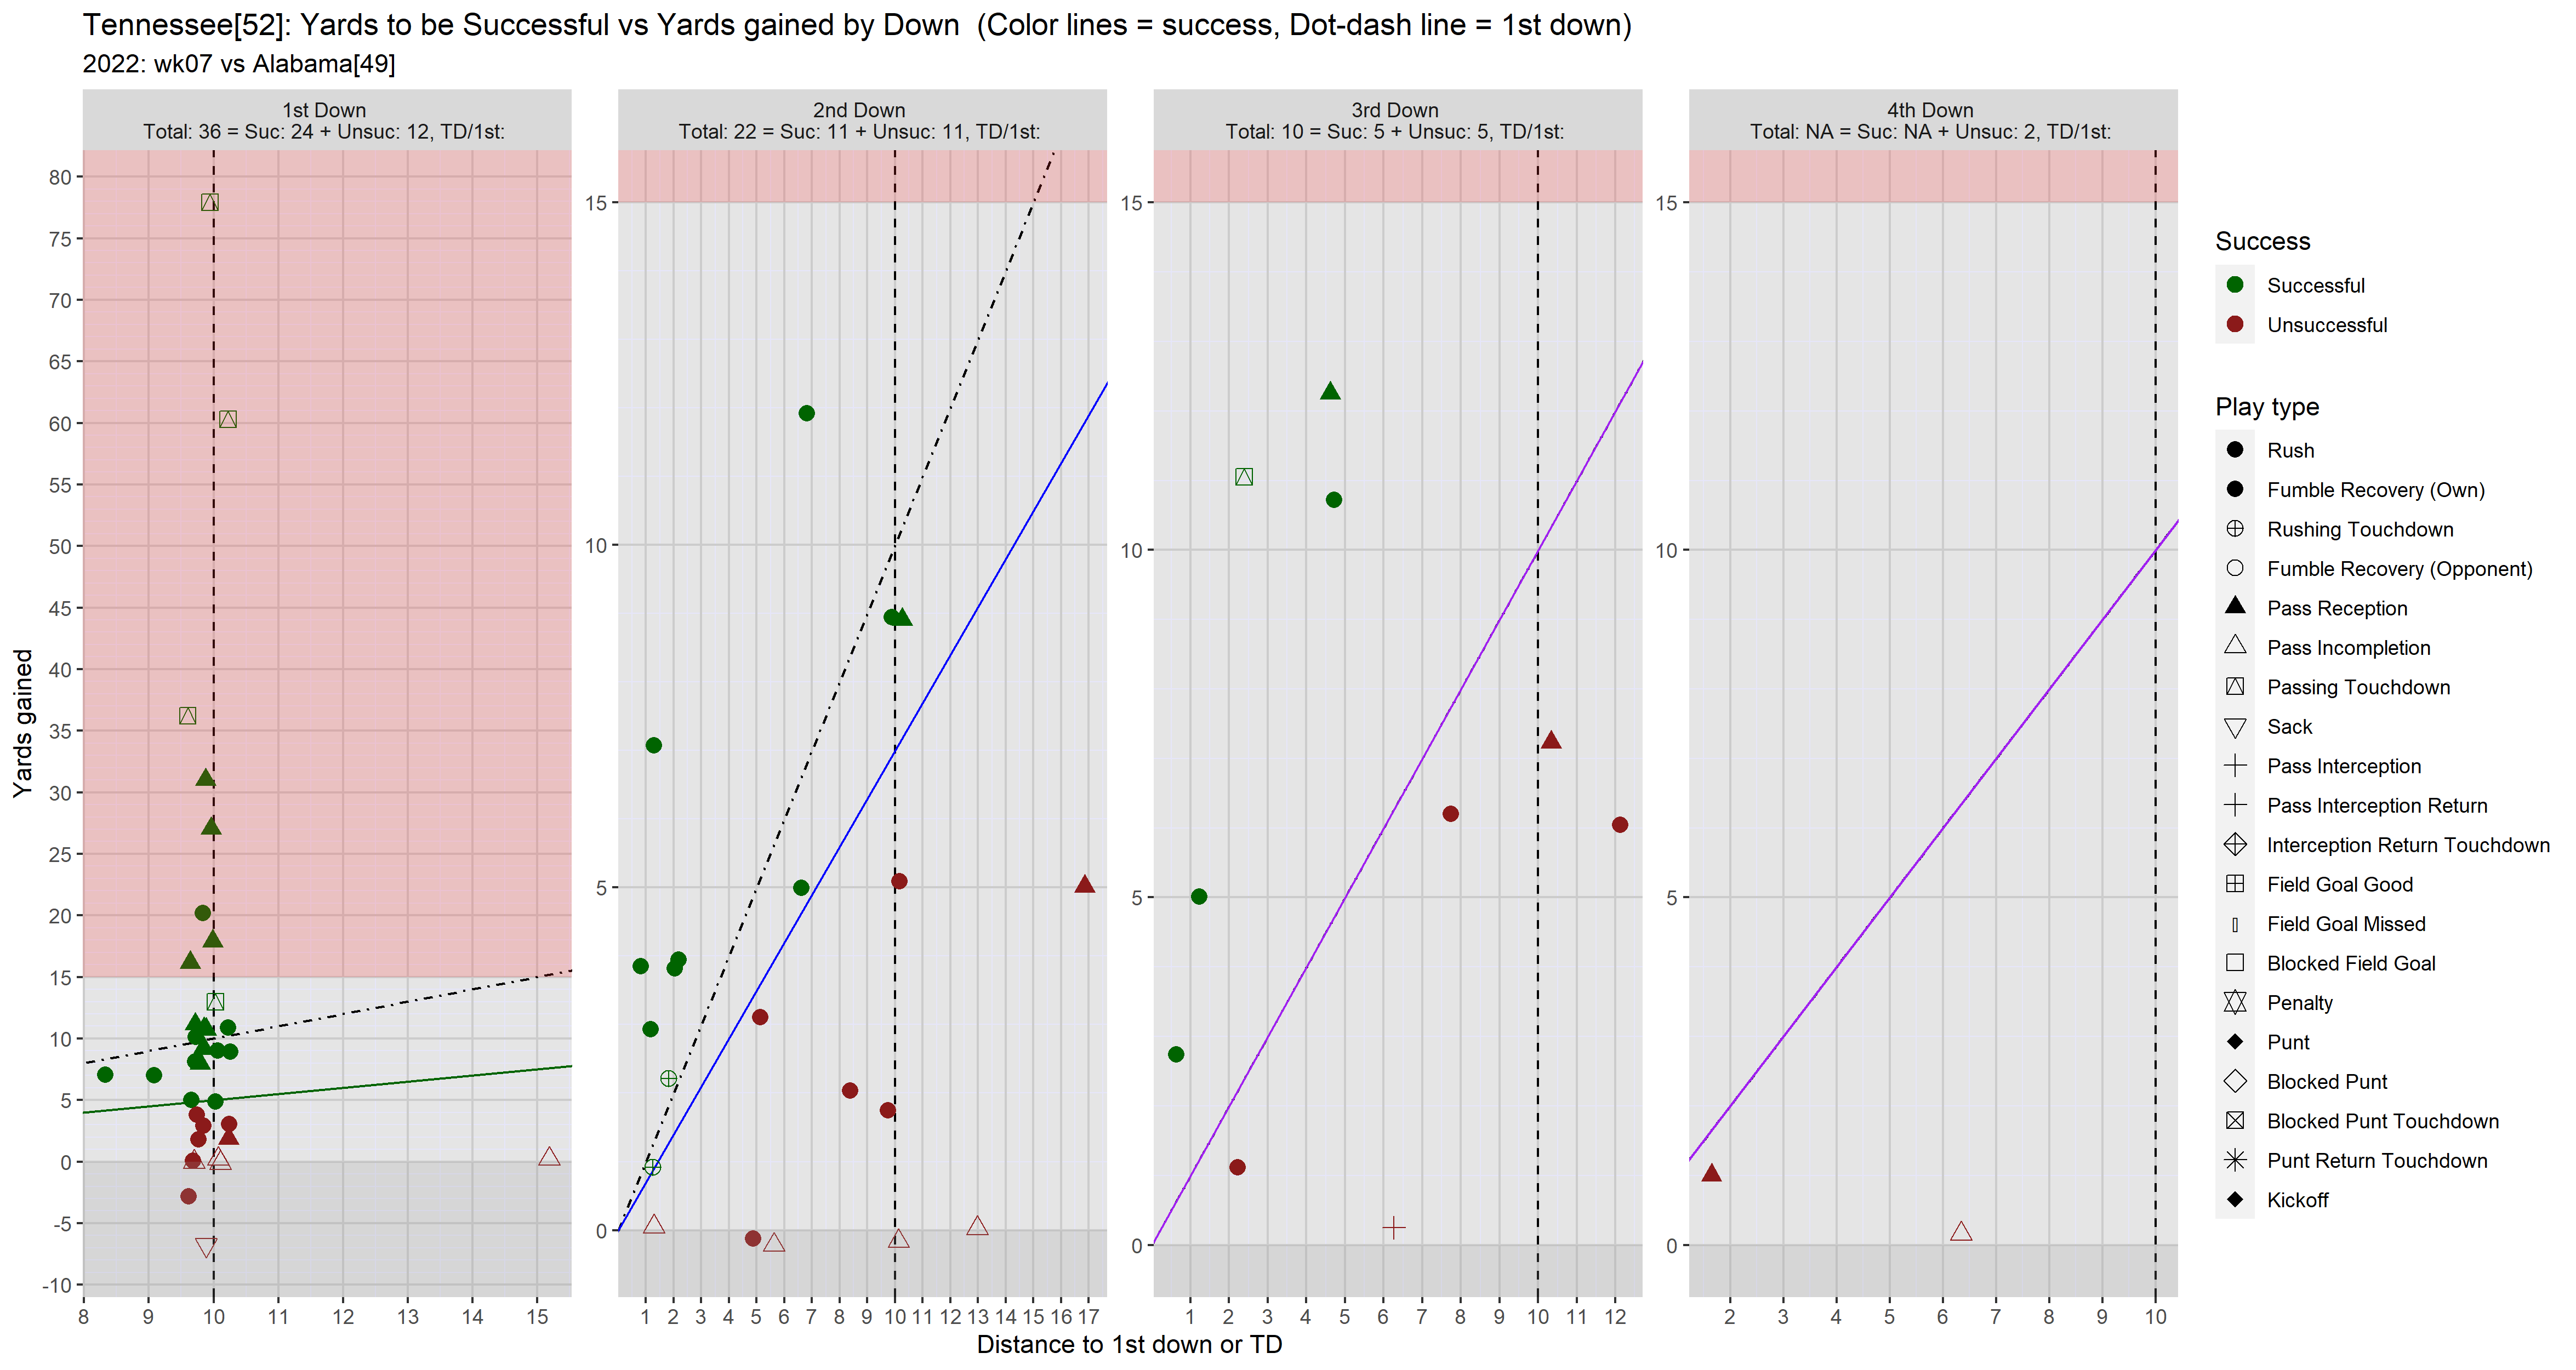 Tennessee[52]: Yards to be Successful vs Yards gained by Down  (Color lines = success, Dot-dash line = 1st down)
2022: wk07 vs Alabama[49]
1st Down
Total: 36 = Suc: 24 + Unsuc: 12, TD/1st:
2nd Down
Total: 22 = Suc: 11 + Unsuc: 11, TD/1st:
3rd Down
Total: 10 = Suc: 5 + Unsuc: 5, TD/1st:
4th Down
Total: NA = Suc: NA + Unsuc: 2, TD/1st:
Yards gained
80
75
70
65
60
55
50
45
40
35
30
25
20
15
10
5
0
-5
-10
8 9 10 11 12 13 14 15
15
10
5
0
1 2 3 4 5 6 7 8 9 10 11 12 13 14 15 16 17
15
10
5
0
1 2 3 4 5 6 7 8 9 10 11 12
15
10
5
0
2 3 4 5 6 7 8 9 10
Distance to 1st down or TD
Success
Successful
Unsuccessful
Play type
Rush
Fumble Recovery (Own)
Rushing Touchdown
Fumble Recovery (Opponent)
Pass Reception
Pass Incompletion
Passing Touchdown
Sack
Pass Interception
Pass Interception Return
Interception Return Touchdown
Field Goal Good
Field Goal Missed
Blocked Field Goal
Penalty
Punt
Blocked Punt
Blocked Punt Touchdown
Punt Return Touchdown
Kickoff